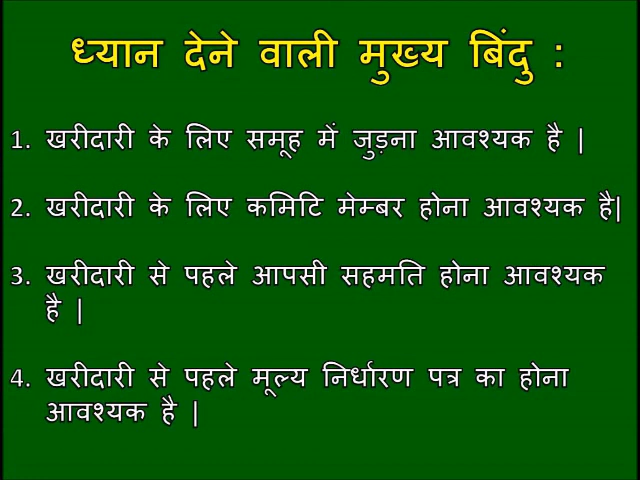 ध्यान देने वाली मुख्य बिंदु :
1. खरीदारी के लिए समूह में जुड़ना आवश्यक है |
2. खरीदारी के लिए कमिटि मेम्बर होना आवश्यक है|
3. खरीदारी से पहले आपसी सहमति होना आवश्यक
है |
4. खरीदारी से पहले मूल्य निर्धारण पत्र का होना
आवश्यक है |